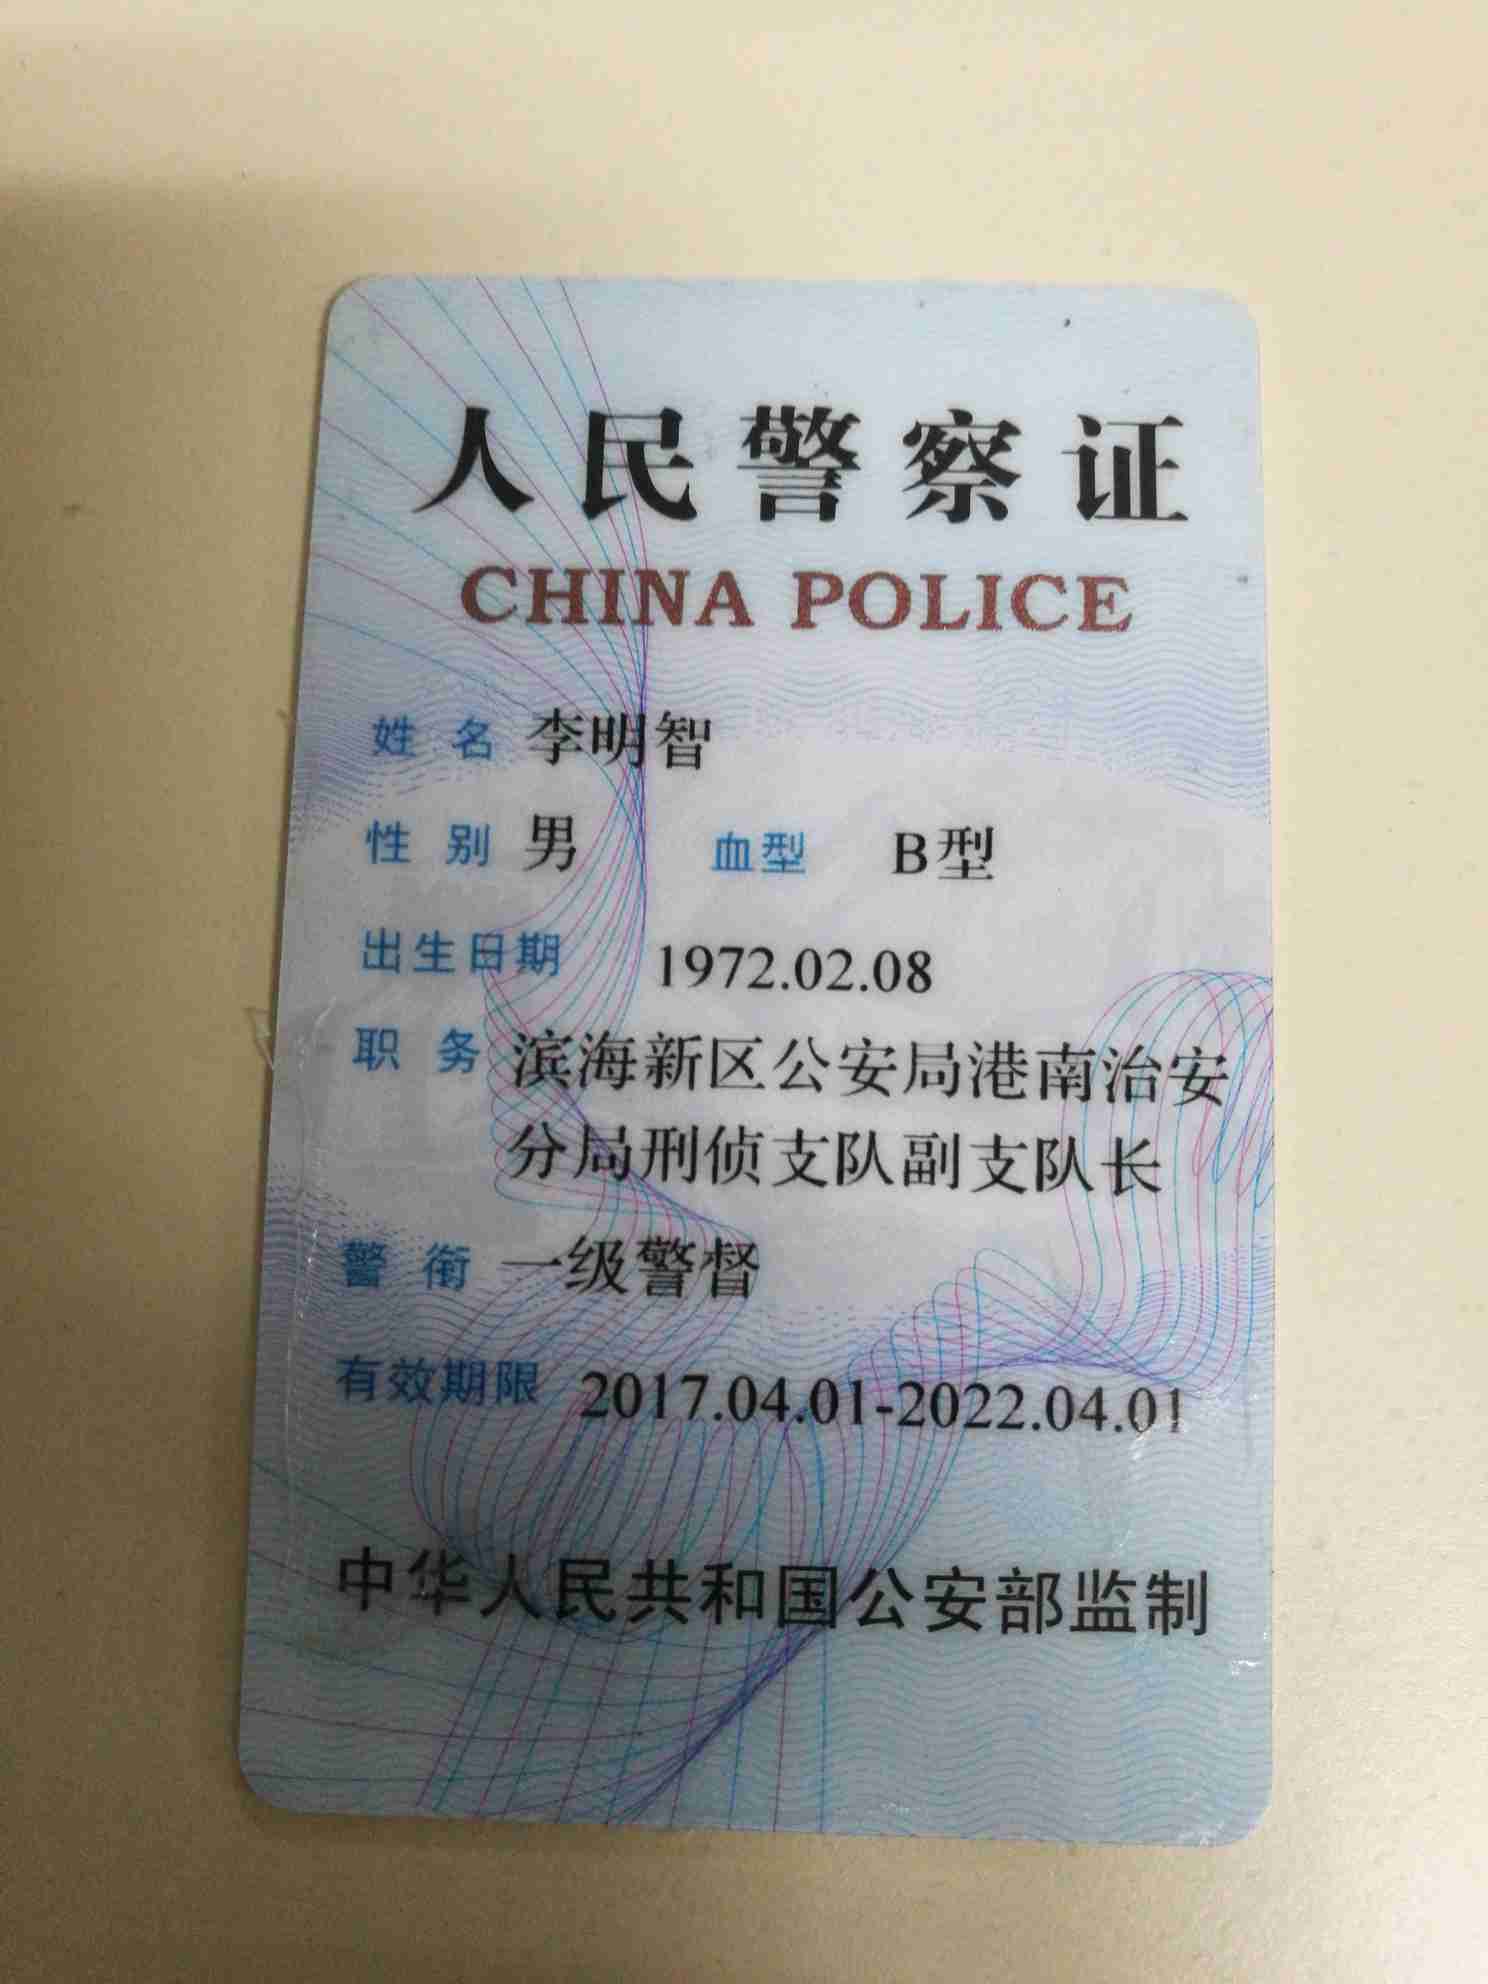 人民警察证
CHINA POLICE
姓 名 李明智
性 别 男 血型 B型
出生日期 1972.02.08
职 务 滨海新区公安局港南治安
分局刑侦支队副支队长
警 衔 一级警督
有效期限 2017.04.01-2022.04.01
中华人民共和国公安部监制